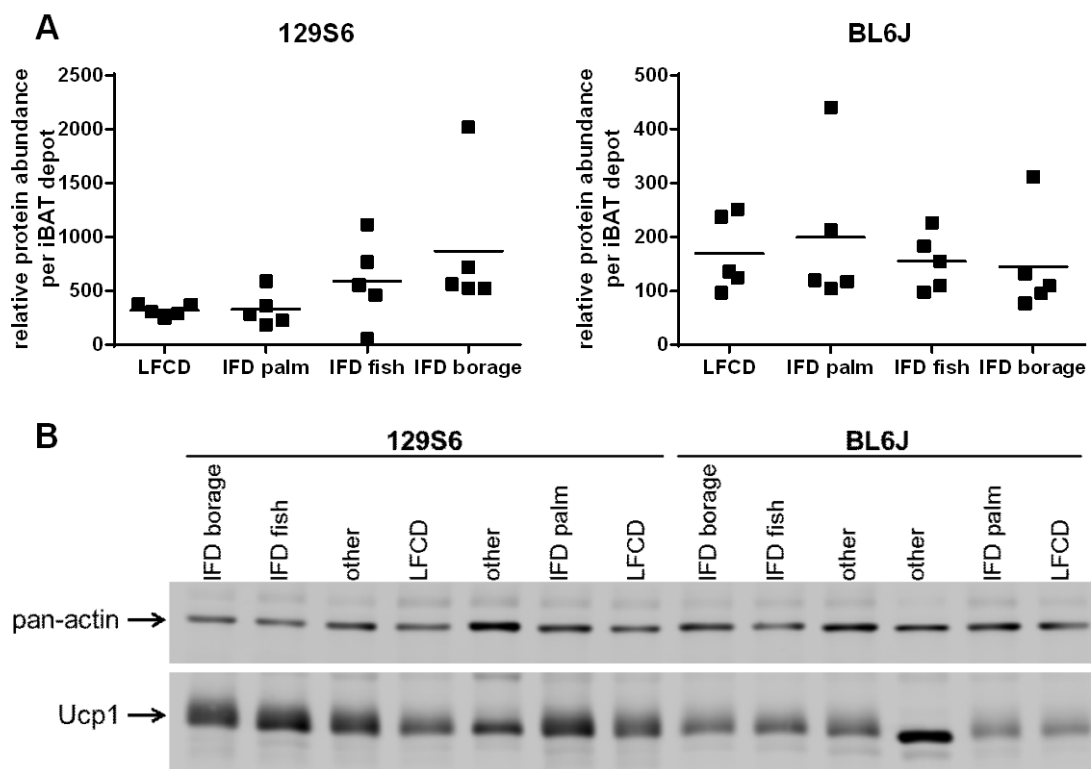 A
129S6
BL6J
relative protein abundance
per iBAT depot
2500
2000
1500
1000
500
0
LFCD
IFD palm
IFD fish
IFD borage
relative protein abundance
per iBAT depot
500
400
300
200
100
0
LFCD
IFD palm
IFD fish
IFD borage
B
129S6
BL6J
IFD borage
IFD fish
other
LFCD
other
IFD palm
LFCD
IFD borage
IFD fish
other
other
IFD palm
LFCD
pan-actin
Ucp1